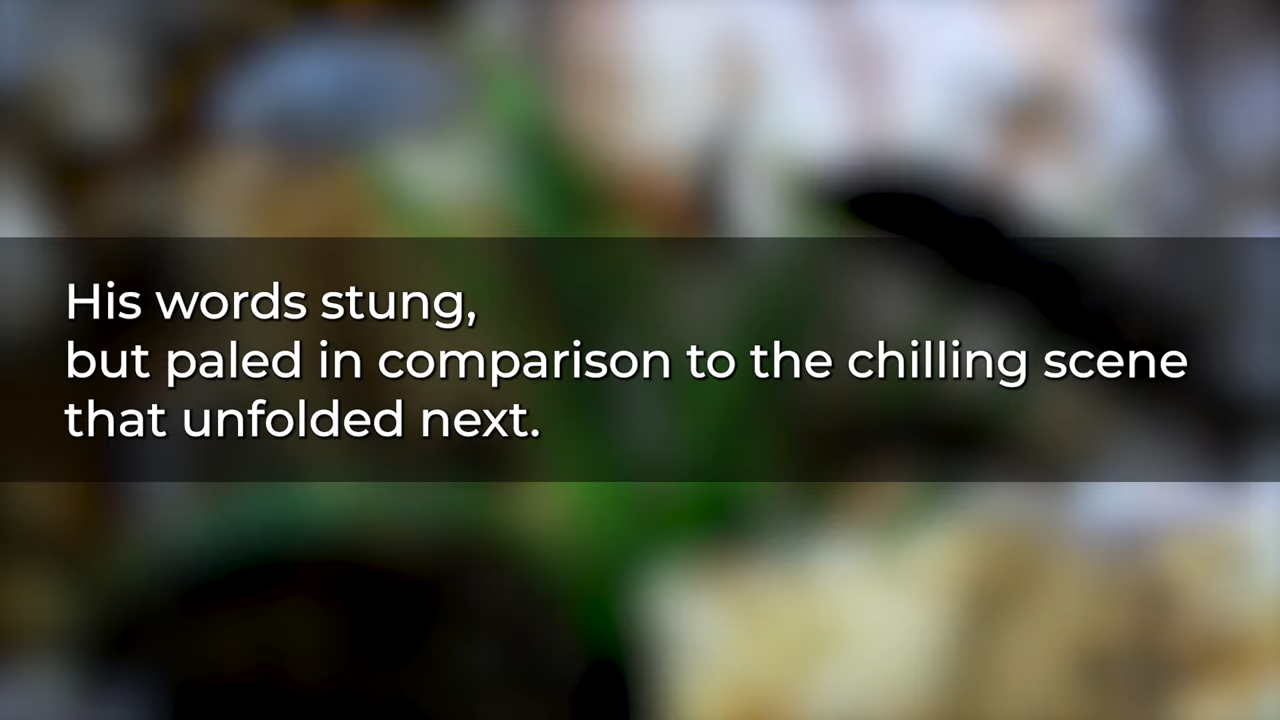 His words stung,
but paled in comparison to the chilling scene
that unfolded next.